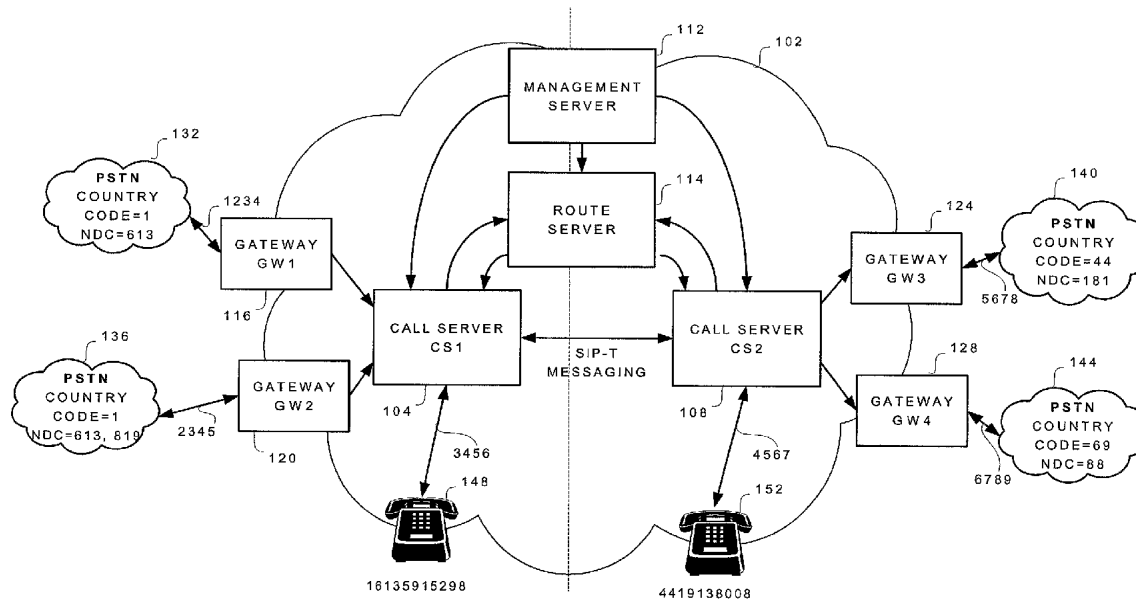 112
102
MANAGEMENT
SERVER
132
PSTN
COUNTRY
CODE=1
NDC=613
1234
114
ROUTE
SERVER
140
PSTN
COUNTRY
CODE=44
NDC=181
124
GATEWAY
GW1
116
GATEWAY
GW3
5678
CALL SERVER
CS1
CALL SERVER
CS2
SIP-T
MESSAGING
136
PSTN
COUNTRY
CODE=1
NDC=613, 819
2345
GATEWAY
GW2
120
104
108
128
GATEWAY
GW4
144
PSTN
COUNTRY
CODE=69
NDC=88
6789
3456
4567
148
152
16135915298
4419138008